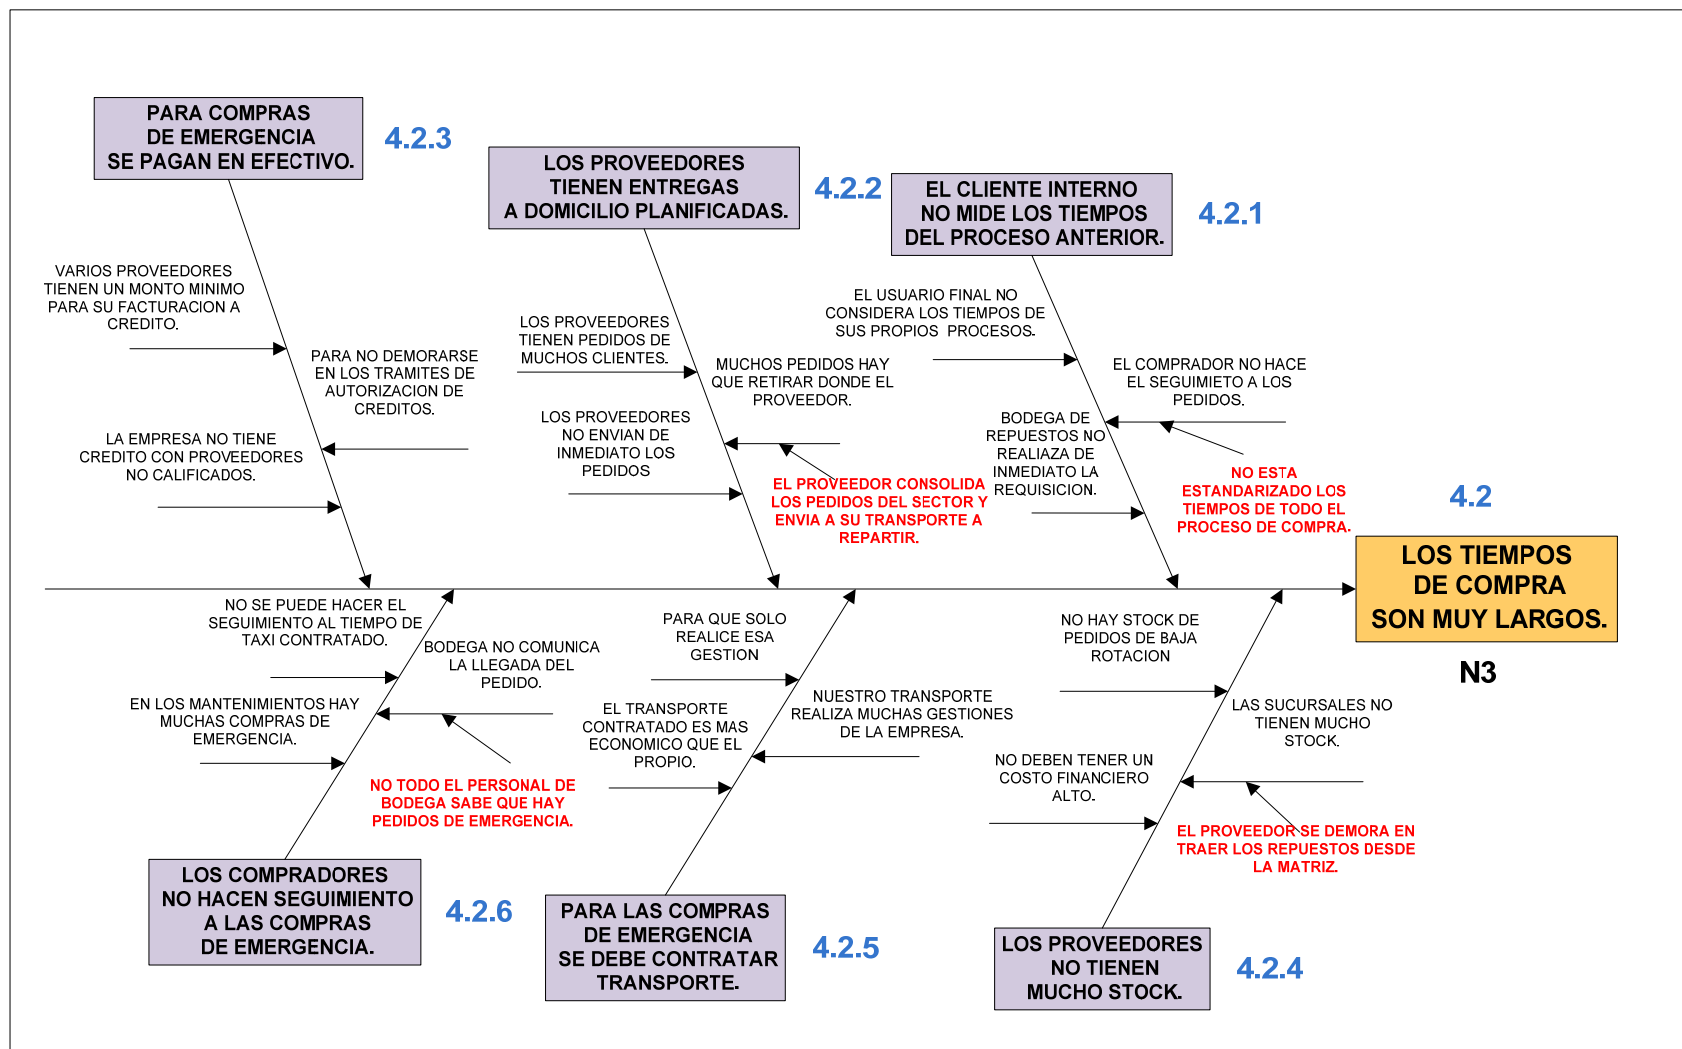 PARA COMPRAS
DE EMERGENCIA
SE PAGAN EN EFECTIVO.
4.2.3
LOS PROVEEDORES
TIENEN ENTREGAS
A DOMICILIO PLANIFICADAS.
4.2.2
EL CLIENTE INTERNO
NO MIDE LOS TIEMPOS
DEL PROCESO ANTERIOR.
4.2.1
VARIOS PROVEEDORES
TIENEN UN MONTO MINIMO
PARA SU FACTURACION A
CREDITO.
PARA NO DEMORARSE
EN LOS TRAMITES DE
AUTORIZACION DE
CREDITOS.
LA EMPRESA NO TIENE
CREDITO CON PROVEEDORES
NO CALIFICADOS.
LOS PROVEEDORES
TIENEN PEDIDOS DE
MUCHOS CLIENTES.
MUCHOS PEDIDOS HAY
QUE RETIRAR DONDE EL
PROVEEDOR.
LOS PROVEEDORES
NO ENVIAN DE
INMEDIATO LOS
PEDIDOS
EL PROVEEDOR CONSOLIDA
LOS PEDIDOS DEL SECTOR Y
ENVIA A SU TRANSPORTE A
REPARTIR.
EL USUARIO FINAL NO
CONSIDERA LOS TIEMPOS DE
SUS PROPIOS PROCESOS.
EL COMPRADOR NO HACE
EL SEGUIMIETO A LOS
PEDIDOS.
BODEGA DE
REPUESTOS NO
REALIAZA DE
INMEDIATO LA
REQUISICION.
NO ESTA
ESTANDARIZADO LOS
TIEMPOS DE TODO EL
PROCESO DE COMPRA.
4.2
LOS TIEMPOS
DE COMPRA
SON MUY LARGOS.
N3
NO SE PUEDE HACER EL
SEGUIMIENTO AL TIEMPO DE
TAXI CONTRATADO.
BODEGA NO COMUNICA
LA LLEGADA DEL
PEDIDO.
EN LOS MANTENIMIENTOS HAY
MUCHAS COMPRAS DE
EMERGENCIA.
NO TODO EL PERSONAL DE
BODEGA SABE QUE HAY
PEDIDOS DE EMERGENCIA.
PARA QUE SOLO
REALICE ESA
GESTION
NUESTRO TRANSPORTE
REALIZA MUCHAS GESTIONES
DE LA EMPRESA.
EL TRANSPORTE
CONTRATADO ES MAS
ECONOMICO QUE EL
PROPIO.
NO HAY STOCK DE
PEDIDOS DE BAJA
ROTACION
LAS SUCURSALES NO
TIENEN MUCHO
STOCK.
NO DEBEN TENER UN
COSTO FINANCIERO
ALTO.
EL PROVEEDOR SE DEMORA EN
TRAER LOS REPUESTOS DESDE
LA MATRIZ.
LOS COMPRADORES
NO HACEN SEGUIMIENTO
A LAS COMPRAS
DE EMERGENCIA.
4.2.6
PARA LAS COMPRAS
DE EMERGENCIA
SE DEBE CONTRATAR
TRANSPORTE.
4.2.5
LOS PROVEEDORES
NO TIENEN
MUCHO STOCK.
4.2.4